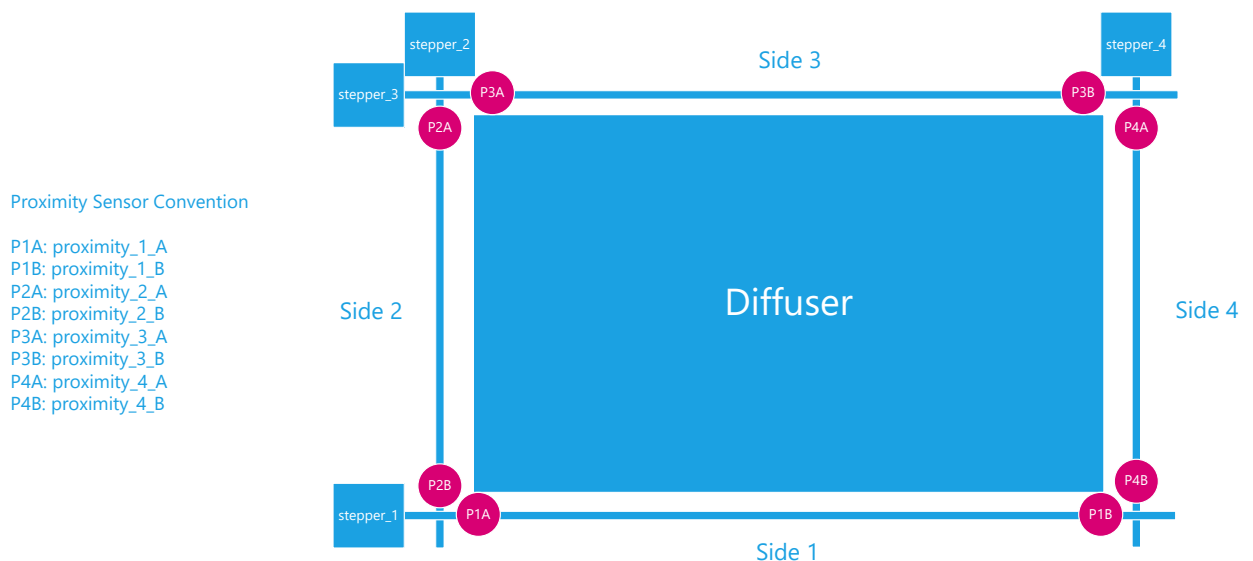 stepper_2
stepper_4
Side 3
stepper_3
P3A
P3B
P2A
P4A
Proximity Sensor Convention
P1A: proximity_1_A
P1B: proximity_1_B
P2A: proximity_2_A
P2B: proximity_2_B
P3A: proximity_3_A
P3B: proximity_3_B
P4A: proximity_4_A
P4B: proximity_4_B
Side 2
Diffuser
Side 4
P2B
P4B
stepper_1
P1A
P1B
Side 1